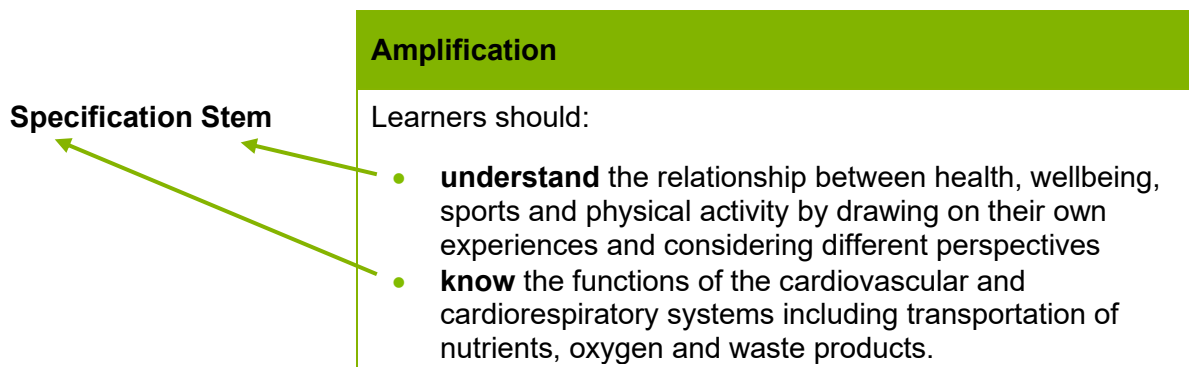 Amplification
Specification Stem
Learners should:
• understand the relationship between health, wellbeing,
sports and physical activity by drawing on their own
experiences and considering different perspectives
• know the functions of the cardiovascular and
cardiorespiratory systems including transportation of
nutrients, oxygen and waste products.